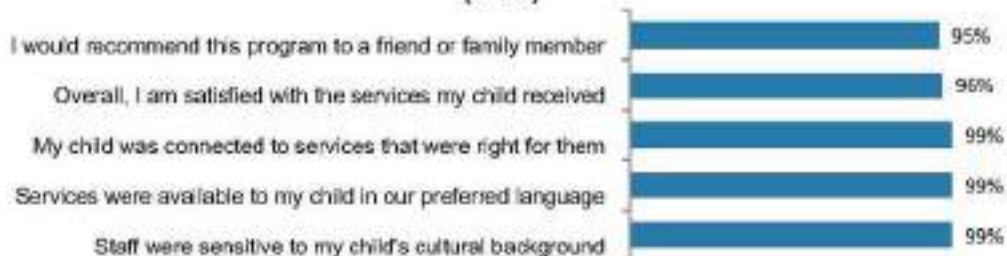 I would recommend this program to a friend or family member 95%
Overall, I am satisfied with the services my child received 96%
My child was connected to services that were right for them 99%
Services were available to my child in our preferred language 99%
Staff were sensitive to my child's cultural background 99%